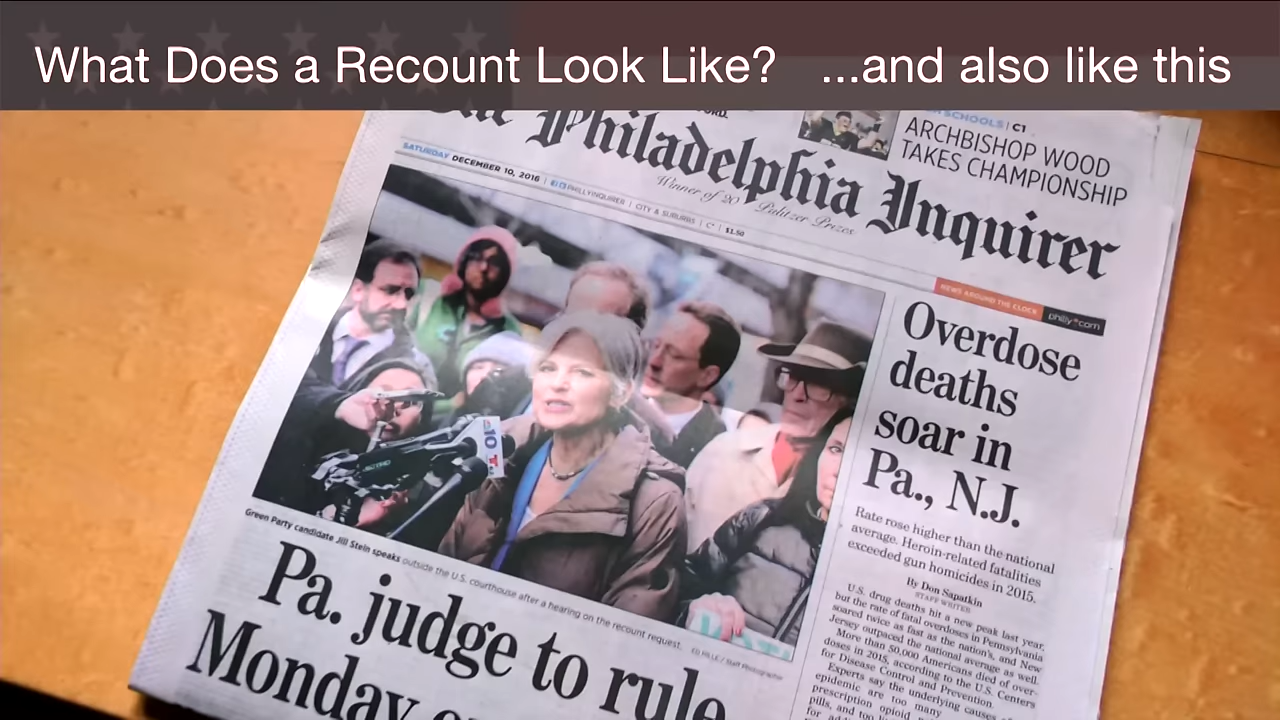 What Does a Recount Look Like? ...and also like this
SCHOOLS | C1
ARCHBISHOP WOOD
TAKES CHAMPIONSHIP
The Philadelphia Inquirer
Winner of 20 Pulitzer Prizes
SATURDAY DECEMBER 10, 2016 | PHILLYINQUIRER | CITY & SUBURBS | C* | $1.50
NEWS AROUND THE CLOCK philly.com
10
Green Party candidate Jill Stein speaks outside the U.S. courthouse after a hearing on the recount request. ED HILLE / Staff Photographer
Pa. judge to rule
Monday
Overdose
deaths
soar in
Pa., N.J.
Rate rose higher than the national
average. Heroin-related fatalities
exceeded gun homicides in 2015.
By Don Sapatkin
STAFF WRITER
U.S. drug deaths hit a new peak last year,
but the rate of fatal overdoses in Pennsylvania
soared twice as fast as the nation's, and New
Jersey outpaced the national average as well.
More than 50,000 Americans died of over-
doses in 2015, according to the U.S. Centers
for Disease Control and Prevention.
Experts say the underlying causes of
epidemic are too many
prescription opioid
pills, and too
for